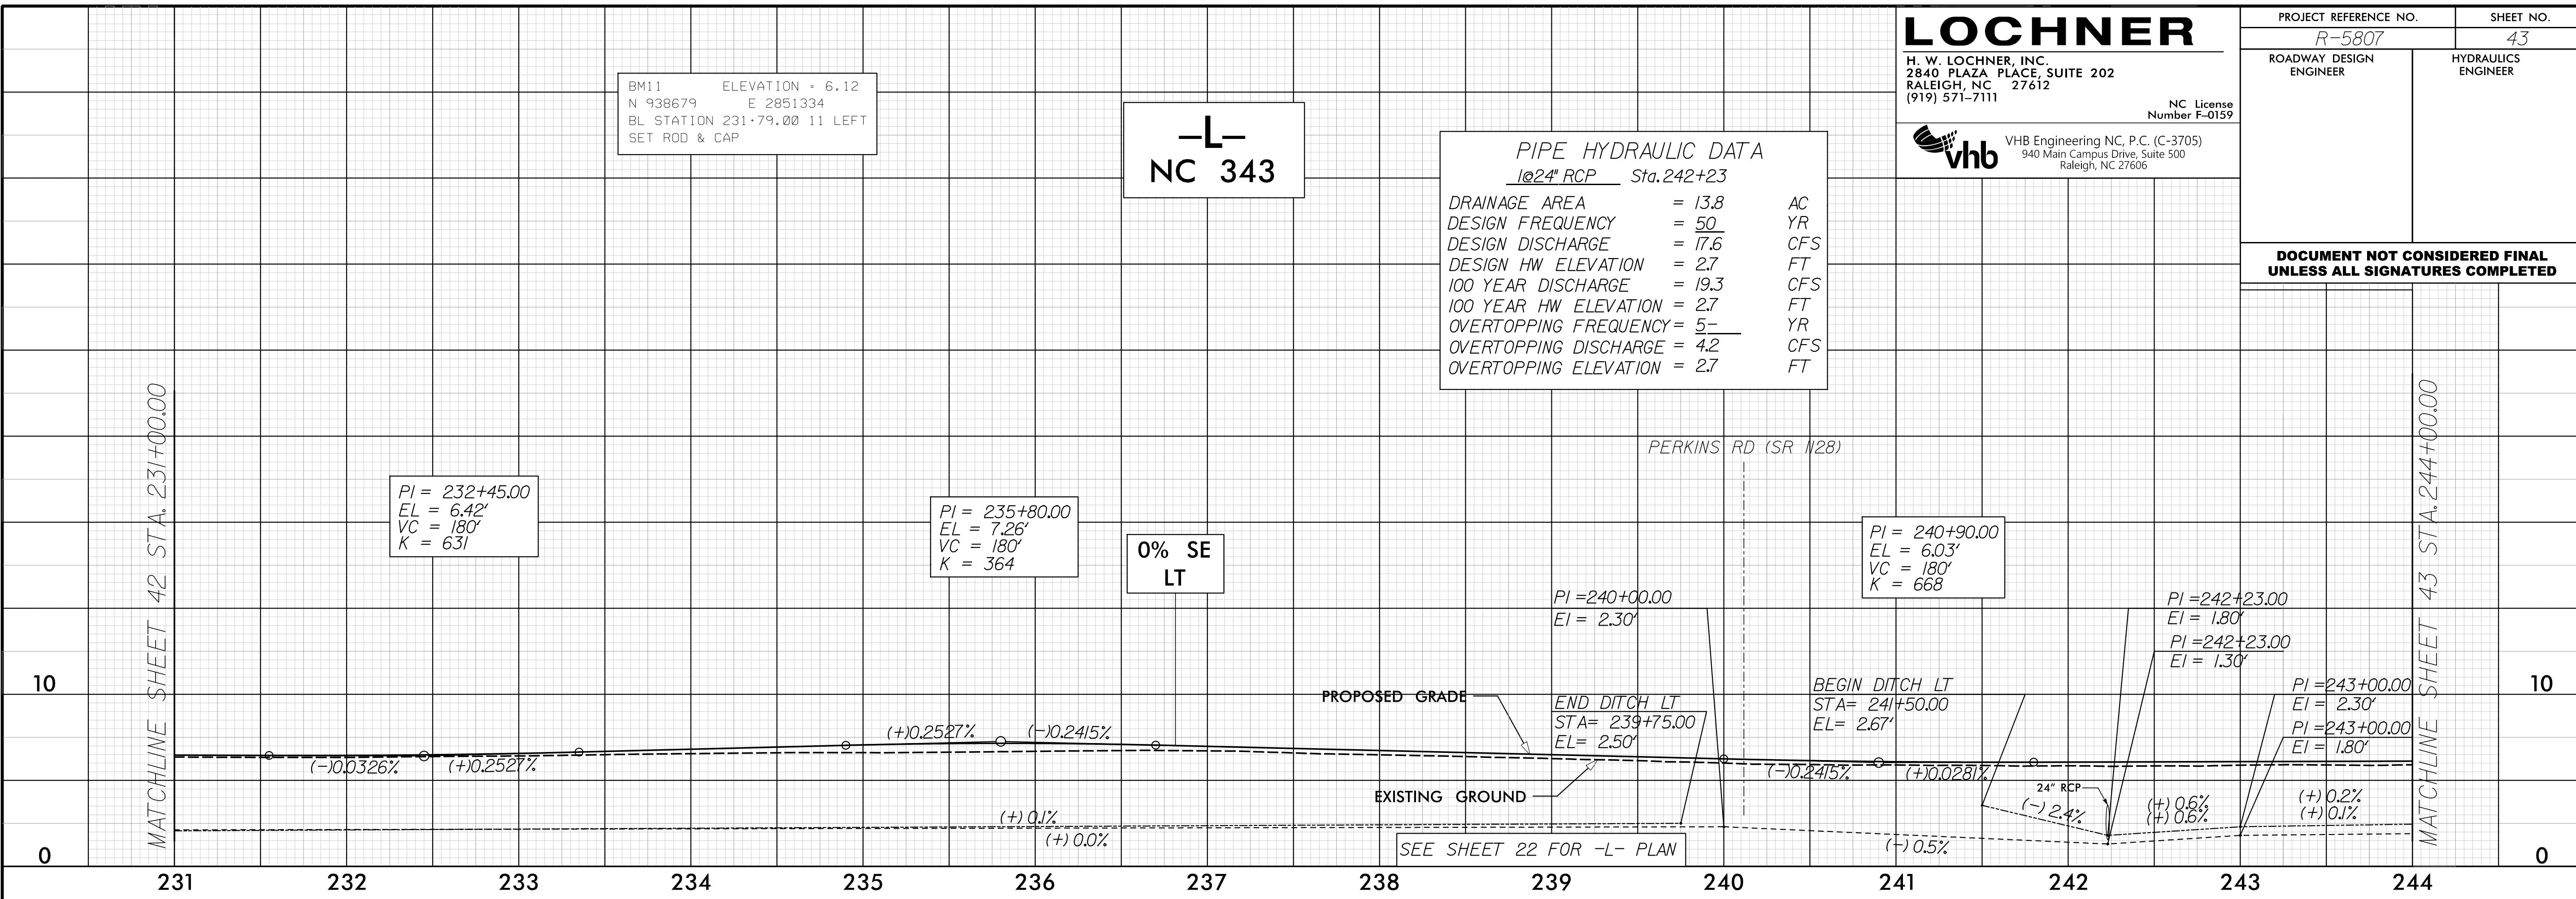 LOCHNER
H. W. LOCHNER, INC.
2840 PLAZA PLACE, SUITE 202
RALEIGH, NC 27612
(919) 571–7111
NC License
Number F–0159
vhb
VHB Engineering NC, P.C. (C-3705)
940 Main Campus Drive, Suite 500
Raleigh, NC 27606
PROJECT REFERENCE NO.
SHEET NO.
R-5807
43
ROADWAY DESIGN
ENGINEER
HYDRAULICS
ENGINEER
DOCUMENT NOT CONSIDERED FINAL
UNLESS ALL SIGNATURES COMPLETED
BM11 ELEVATION = 6.12
N 938679 E 2851334
BL STATION 231+79.00 11 LEFT
SET ROD & CAP
–L–
NC 343
PIPE HYDRAULIC DATA
1@24" RCP Sta. 242+23
DRAINAGE AREA = 13.8 AC
DESIGN FREQUENCY = 50 YR
DESIGN DISCHARGE = 17.6 CFS
DESIGN HW ELEVATION = 2.7 FT
100 YEAR DISCHARGE = 19.3 CFS
100 YEAR HW ELEVATION = 2.7 FT
OVERTOPPING FREQUENCY = 5- YR
OVERTOPPING DISCHARGE = 4.2 CFS
OVERTOPPING ELEVATION = 2.7 FT
MATCHLINE SHEET 42 STA. 231+00.00
PERKINS RD (SR 1128)
MATCHLINE SHEET 43 STA. 244+00.00
PI = 232+45.00
EL = 6.42'
VC = 180'
K = 631
PI = 235+80.00
EL = 7.26'
VC = 180'
K = 364
0% SE
LT
PI = 240+90.00
EL = 6.03'
VC = 180'
K = 668
PI =240+00.00
El = 2.30'
PI =242+23.00
El = 1.80'
PI =242+23.00
El = 1.30'
PI =243+00.00
El = 2.30'
PI =243+00.00
El = 1.80'
10
10
PROPOSED GRADE
END DITCH LT
STA= 239+75.00
EL= 2.50'
BEGIN DITCH LT
STA= 241+50.00
EL= 2.67'
(+)0.2527% (-)0.2415%
(-)0.0326% (+)0.2527%
(-)0.2415% (+)0.0281%
EXISTING GROUND
24" RCP
(-) 2.4%
(+) 0.6%
(+) 0.6%
(+) 0.2%
(+) 0.1%
(+) 0.1%
(+) 0.0%
(-) 0.5%
SEE SHEET 22 FOR -L- PLAN
0
0
231 232 233 234 235 236 237 238 239 240 241 242 243 244